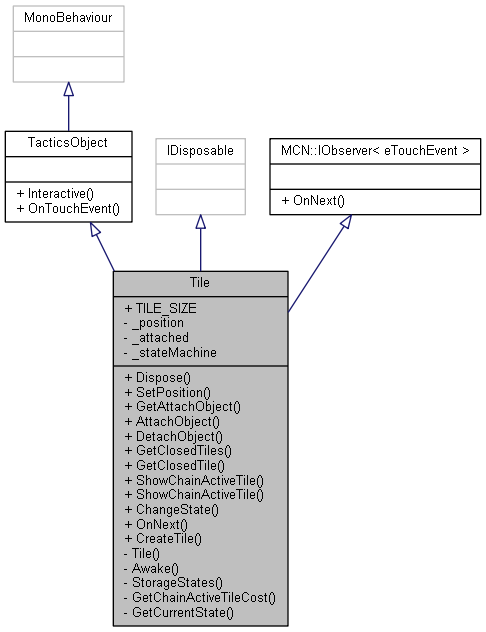 MonoBehaviour
TacticsObject
+ Interactive()
+ OnTouchEvent()
IDisposable
MCN::IObserver< eTouchEvent >
+ OnNext()
Tile
+ TILE_SIZE
- _position
- _attached
- _stateMachine
+ Dispose()
+ SetPosition()
+ GetAttachObject()
+ AttachObject()
+ DetachObject()
+ GetClosedTiles()
+ GetClosedTile()
+ ShowChainActiveTile()
+ ShowChainActiveTile()
+ ChangeState()
+ OnNext()
+ CreateTile()
- Tile()
- Awake()
- StorageStates()
- GetChainActiveTileCost()
- GetCurrentState()